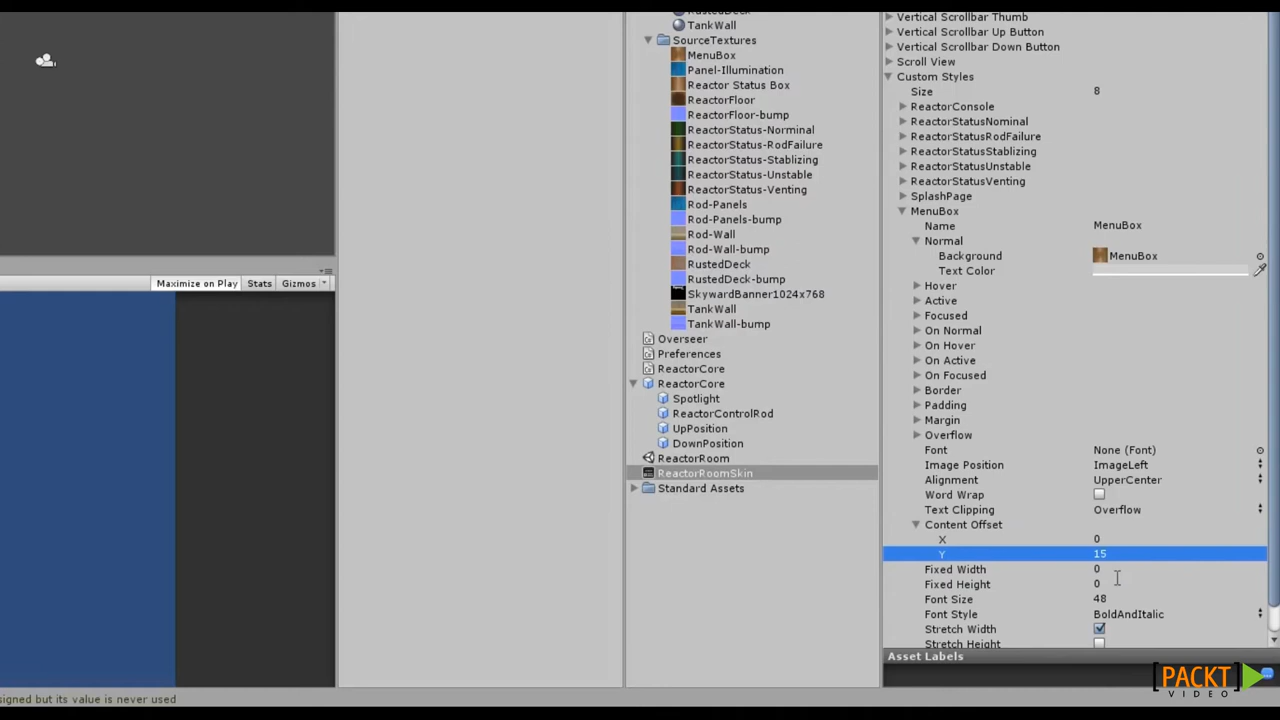 RustedDeck
TankWall
SourceTextures
MenuBox
Panel-Illumination
Reactor Status Box
ReactorFloor
ReactorFloor-bump
ReactorStatus-Norminal
ReactorStatus-RodFailure
ReactorStatus-Stablizing
ReactorStatus-Unstable
ReactorStatus-Venting
Rod-Panels
Rod-Panels-bump
Rod-Wall
Rod-Wall-bump
RustedDeck
RustedDeck-bump
SkywardBanner1024x768
TankWall
TankWall-bump
Overseer
Preferences
ReactorCore
ReactorCore
Spotlight
ReactorControlRod
UpPosition
DownPosition
ReactorRoom
ReactorRoomSkin
Standard Assets
Vertical Scrollbar Thumb
Vertical Scrollbar Up Button
Vertical Scrollbar Down Button
Scroll View
Custom Styles
Size 8
ReactorConsole
ReactorStatusNominal
ReactorStatusRodFailure
ReactorStatusStablizing
ReactorStatusUnstable
ReactorStatusVenting
SplashPage
MenuBox
Name MenuBox
Normal
Background MenuBox
Text Color
Hover
Active
Focused
On Normal
On Hover
On Active
On Focused
Border
Padding
Margin
Overflow
Font None (Font)
Image Position ImageLeft
Alignment UpperCenter
Word Wrap
Text Clipping Overflow
Content Offset
X 0
Y 15
Fixed Width 0
Fixed Height 0
Font Size 48
Font Style BoldAndItalic
Stretch Width
Stretch Height
Asset Labels
Maximize on Play Stats Gizmos
signed but its value is never used
PACKT
VIDEO